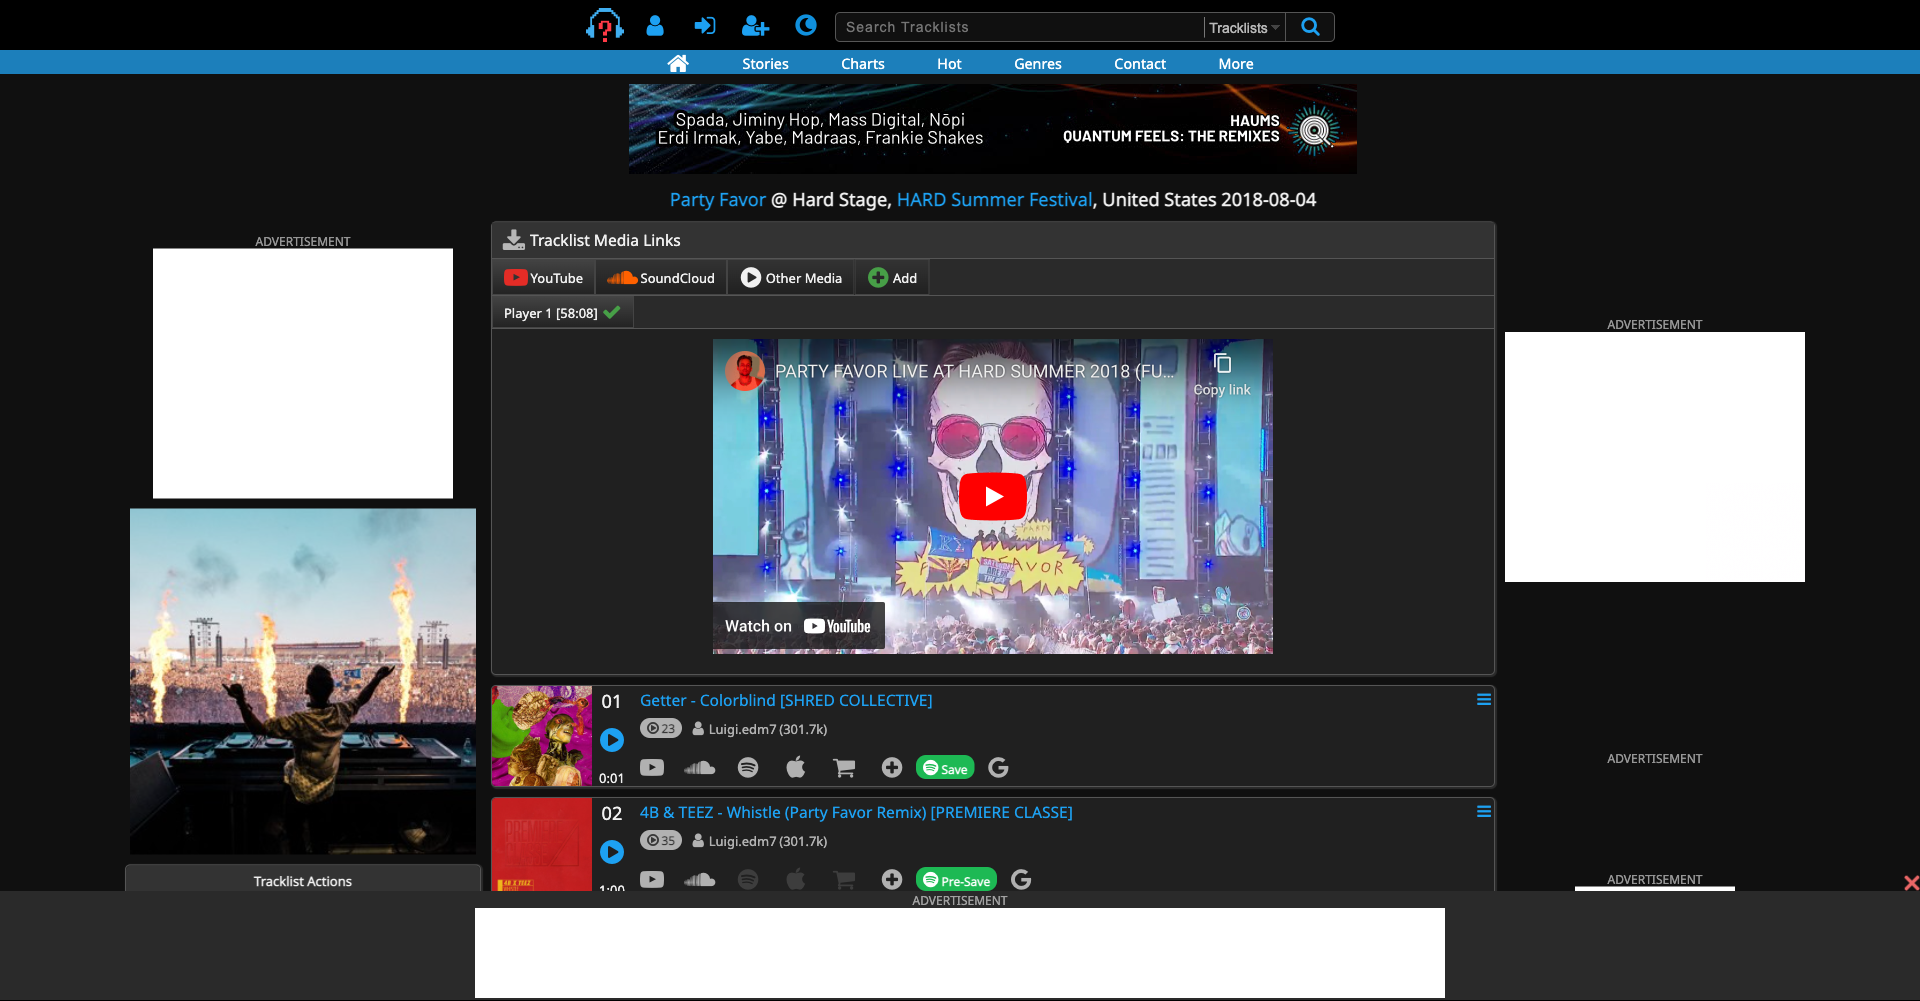 Search Tracklists
Tracklists
Stories
Charts
Hot
Genres
Contact
More
Spada, Jiminy Hop, Mass Digital, Nōpi
Erdi Irmak, Yabe, Madraas, Frankie Shakes
HAUMS
QUANTUM FEELS: THE REMIXES
Party Favor @ Hard Stage, HARD Summer Festival, United States 2018-08-04
ADVERTISEMENT
Tracklist Media Links
YouTube
SoundCloud
Other Media
Add
Player 1 [58:08]
ADVERTISEMENT
PARTY FAVOR LIVE AT HARD SUMMER 2018 (FU...
Copy link
PARTY
FAVOR
Watch on YouTube
01
Getter - Colorblind [SHRED COLLECTIVE]
23
Luigi.edm7 (301.7k)
0:01
Save
ADVERTISEMENT
02
4B & TEEZ - Whistle (Party Favor Remix) [PREMIERE CLASSE]
35
Luigi.edm7 (301.7k)
1:00
Pre-Save
Tracklist Actions
ADVERTISEMENT
ADVERTISEMENT